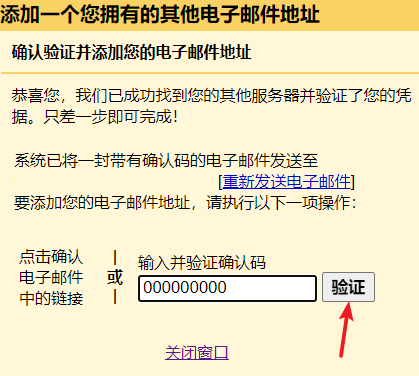 添加一个您拥有的其他电子邮件地址
确认验证并添加您的电子邮件地址
恭喜您，我们已成功找到您的其他服务器并验证了您的凭
据。只差一步即可完成！
系统已将一封带有确认码的电子邮件发送至
[重新发送电子邮件]
要添加您的电子邮件地址，请执行以下一项操作：
点击确认
电子邮件
中的链接
|
或
|
输入并验证确认码
000000000 验证
关闭窗口